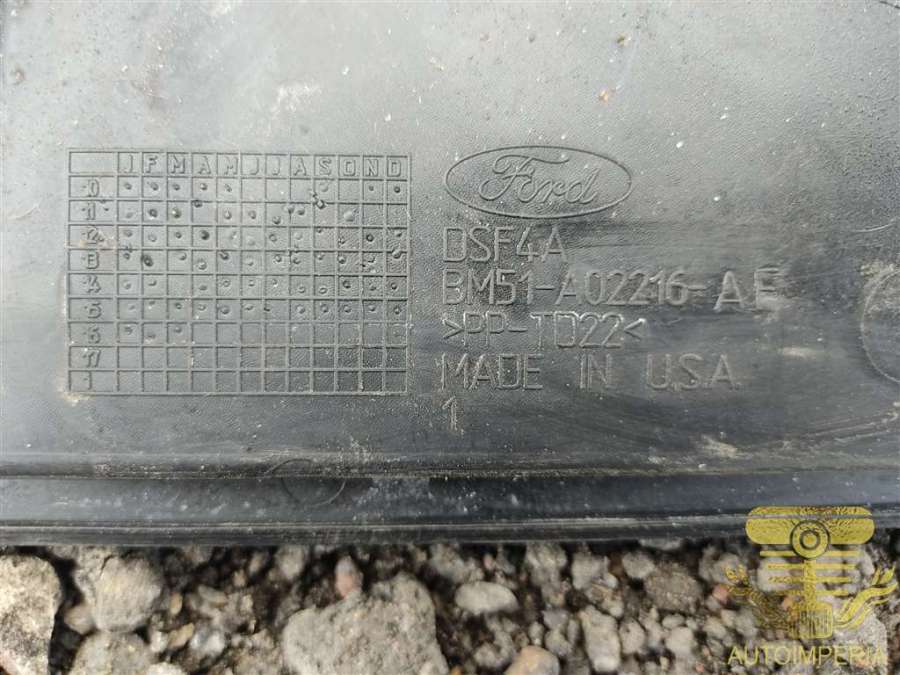 J F M A M J J A S O N D
10
11
12
13
14
15
16
17
1
Ford
DSF4A
BM51-A02216-AE
>PP-TD22<
MADE IN U.S.A
1
AUTOIMPERIA